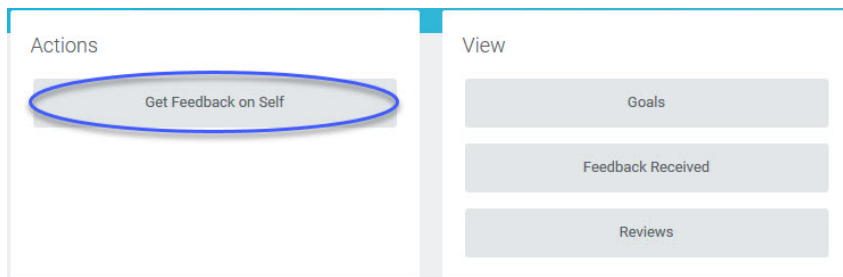 Actions
Get Feedback on Self
View
Goals
Feedback Received
Reviews